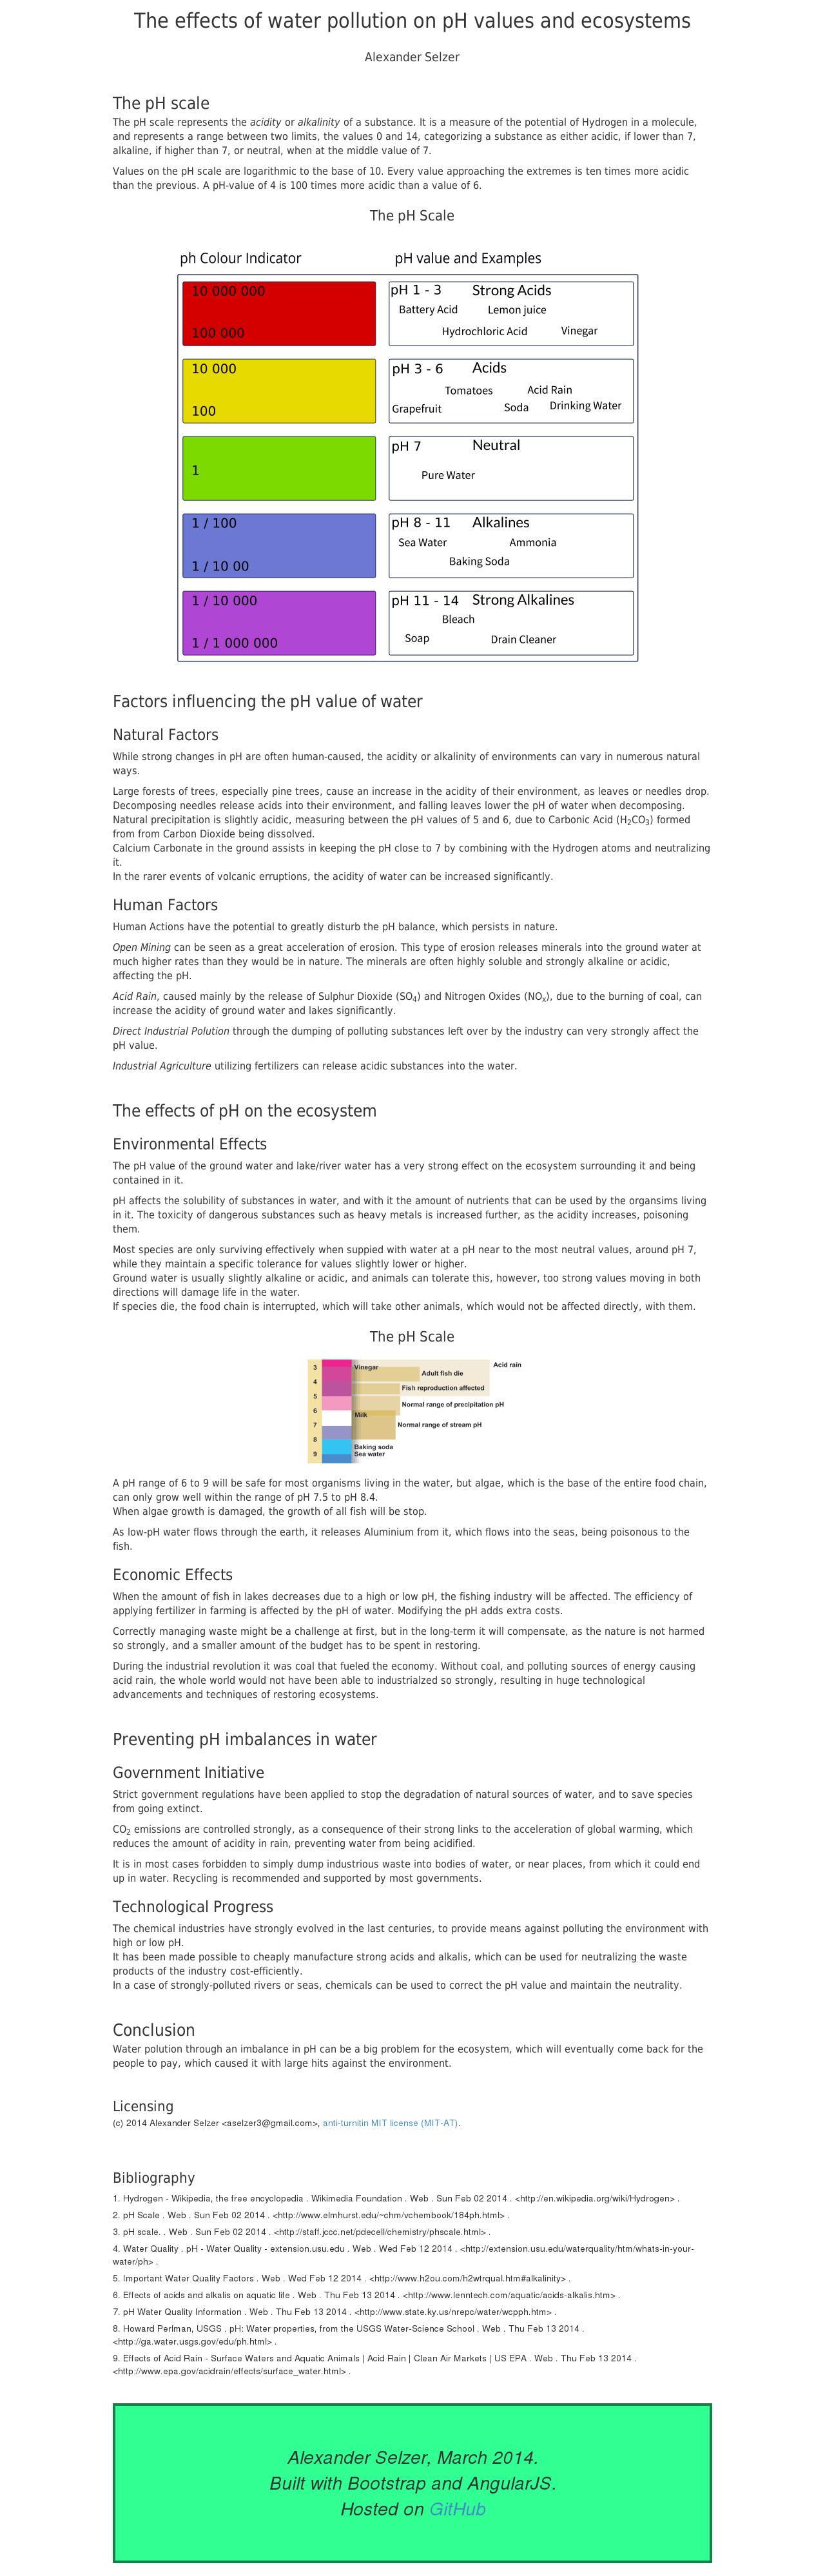 The effects of water pollution on pH values and ecosystems
Alexander Selzer
The pH scale
The pH scale represents the acidity or alkalinity of a substance. It is a measure of the potential of Hydrogen in a molecule,
and represents a range between two limits, the values 0 and 14, categorizing a substance as either acidic, if lower than 7,
alkaline, if higher than 7, or neutral, when at the middle value of 7.
Values on the pH scale are logarithmic to the base of 10. Every value approaching the extremes is ten times more acidic
than the previous. A pH-value of 4 is 100 times more acidic than a value of 6.
The pH Scale
ph Colour Indicator pH value and Examples
10 000 000
100 000
pH 1 - 3 Strong Acids
Battery Acid Lemon juice
Hydrochloric Acid Vinegar
10 000
100
pH 3 - 6 Acids
Tomatoes Acid Rain
Grapefruit Soda Drinking Water
1
pH 7 Neutral
Pure Water
1 / 100
1 / 10 00
pH 8 - 11 Alkalines
Sea Water Ammonia
Baking Soda
1 / 10 000
1 / 1 000 000
pH 11 - 14 Strong Alkalines
Bleach
Soap Drain Cleaner
Factors influencing the pH value of water
Natural Factors
While strong changes in pH are often human-caused, the acidity or alkalinity of environments can vary in numerous natural
ways.
Large forests of trees, especially pine trees, cause an increase in the acidity of their environment, as leaves or needles drop.
Decomposing needles release acids into their environment, and falling leaves lower the pH of water when decomposing.
Natural precipitation is slightly acidic, measuring between the pH values of 5 and 6, due to Carbonic Acid (H2CO3) formed
from from Carbon Dioxide being dissolved.
Calcium Carbonate in the ground assists in keeping the pH close to 7 by combining with the Hydrogen atoms and neutralizing
it.
In the rarer events of volcanic erruptions, the acidity of water can be increased significantly.
Human Factors
Human Actions have the potential to greatly disturb the pH balance, which persists in nature.
Open Mining can be seen as a great acceleration of erosion. This type of erosion releases minerals into the ground water at
much higher rates than they would be in nature. The minerals are often highly soluble and strongly alkaline or acidic,
affecting the pH.
Acid Rain, caused mainly by the release of Sulphur Dioxide (SO4) and Nitrogen Oxides (NOx), due to the burning of coal, can
increase the acidity of ground water and lakes significantly.
Direct Industrial Polution through the dumping of polluting substances left over by the industry can very strongly affect the
pH value.
Industrial Agriculture utilizing fertilizers can release acidic substances into the water.
The effects of pH on the ecosystem
Environmental Effects
The pH value of the ground water and lake/river water has a very strong effect on the ecosystem surrounding it and being
contained in it.
pH affects the solubility of substances in water, and with it the amount of nutrients that can be used by the organsims living
in it. The toxicity of dangerous substances such as heavy metals is increased further, as the acidity increases, poisoning
them.
Most species are only surviving effectively when suppied with water at a pH near to the most neutral values, around pH 7,
while they maintain a specific tolerance for values slightly lower or higher.
Ground water is usually slightly alkaline or acidic, and animals can tolerate this, however, too strong values moving in both
directions will damage life in the water.
If species die, the food chain is interrupted, which will take other animals, whích would not be affected directly, with them.
The pH Scale
Acid rain
3 Vinegar
Adult fish die
4
Fish reproduction affected
5
Normal range of precipitation pH
6
Milk
7 Normal range of stream pH
8
Baking soda
9 Sea water
A pH range of 6 to 9 will be safe for most organisms living in the water, but algae, which is the base of the entire food chain,
can only grow well within the range of pH 7.5 to pH 8.4.
When algae growth is damaged, the growth of all fish will be stop.
As low-pH water flows through the earth, it releases Aluminium from it, which flows into the seas, being poisonous to the
fish.
Economic Effects
When the amount of fish in lakes decreases due to a high or low pH, the fishing industry will be affected. The efficiency of
applying fertilizer in farming is affected by the pH of water. Modifying the pH adds extra costs.
Correctly managing waste might be a challenge at first, but in the long-term it will compensate, as the nature is not harmed
so strongly, and a smaller amount of the budget has to be spent in restoring.
During the industrial revolution it was coal that fueled the economy. Without coal, and polluting sources of energy causing
acid rain, the whole world would not have been able to industrialzed so strongly, resulting in huge technological
advancements and techniques of restoring ecosystems.
Preventing pH imbalances in water
Government Initiative
Strict government regulations have been applied to stop the degradation of natural sources of water, and to save species
from going extinct.
CO2 emissions are controlled strongly, as a consequence of their strong links to the acceleration of global warming, which
reduces the amount of acidity in rain, preventing water from being acidified.
It is in most cases forbidden to simply dump industrious waste into bodies of water, or near places, from which it could end
up in water. Recycling is recommended and supported by most governments.
Technological Progress
The chemical industries have strongly evolved in the last centuries, to provide means against polluting the environment with
high or low pH.
It has been made possible to cheaply manufacture strong acids and alkalis, which can be used for neutralizing the waste
products of the industry cost-efficiently.
In a case of strongly-polluted rivers or seas, chemicals can be used to correct the pH value and maintain the neutrality.
Conclusion
Water polution through an imbalance in pH can be a big problem for the ecosystem, which will eventually come back for the
people to pay, which caused it with large hits against the environment.
Licensing
(c) 2014 Alexander Selzer <aselzer3@gmail.com>, anti-turnitin MIT license (MIT-AT).
Bibliography
1. Hydrogen - Wikipedia, the free encyclopedia . Wikimedia Foundation . Web . Sun Feb 02 2014 . <http://en.wikipedia.org/wiki/Hydrogen> .
2. pH Scale . Web . Sun Feb 02 2014 . <http://www.elmhurst.edu/~chm/vchembook/184ph.html> .
3. pH scale. . Web . Sun Feb 02 2014 . <http://staff.jccc.net/pdecell/chemistry/phscale.html> .
4. Water Quality . pH - Water Quality - extension.usu.edu . Web . Wed Feb 12 2014 . <http://extension.usu.edu/waterquality/htm/whats-in-your-
water/ph> .
5. Important Water Quality Factors . Web . Wed Feb 12 2014 . <http://www.h2ou.com/h2wtrqual.htm#alkalinity> .
6. Effects of acids and alkalis on aquatic life . Web . Thu Feb 13 2014 . <http://www.lenntech.com/aquatic/acids-alkalis.htm> .
7. pH Water Quality Information . Web . Thu Feb 13 2014 . <http://www.state.ky.us/nrepc/water/wcpph.htm> .
8. Howard Perlman, USGS . pH: Water properties, from the USGS Water-Science School . Web . Thu Feb 13 2014 .
<http://ga.water.usgs.gov/edu/ph.html> .
9. Effects of Acid Rain - Surface Waters and Aquatic Animals | Acid Rain | Clean Air Markets | US EPA . Web . Thu Feb 13 2014 .
<http://www.epa.gov/acidrain/effects/surface_water.html> .
Alexander Selzer, March 2014.
Built with Bootstrap and AngularJS.
Hosted on GitHub